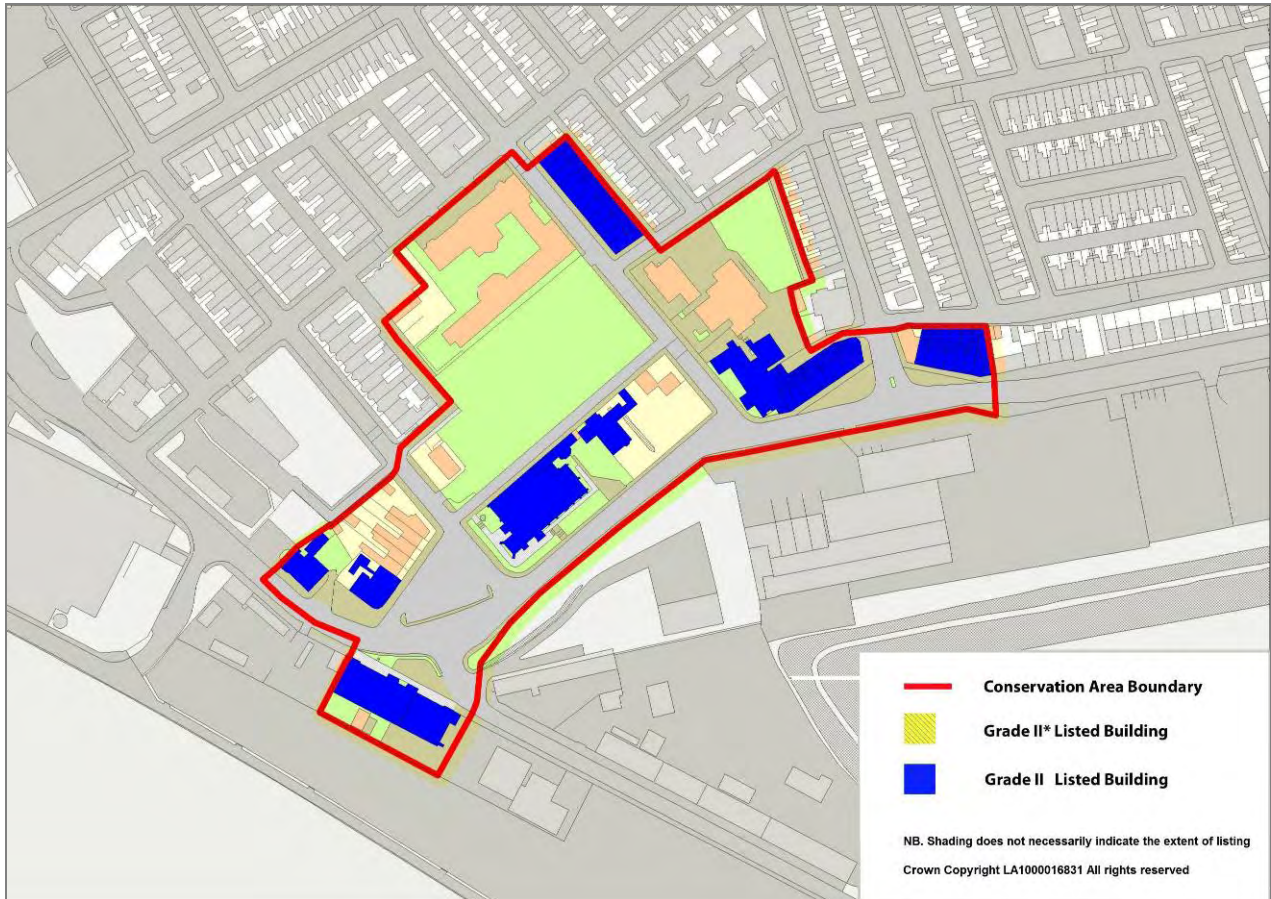 Conservation Area Boundary
Grade II* Listed Building
Grade II Listed Building
NB. Shading does not necessarily indicate the extent of listing
Crown Copyright LA1000016831 All rights reserved